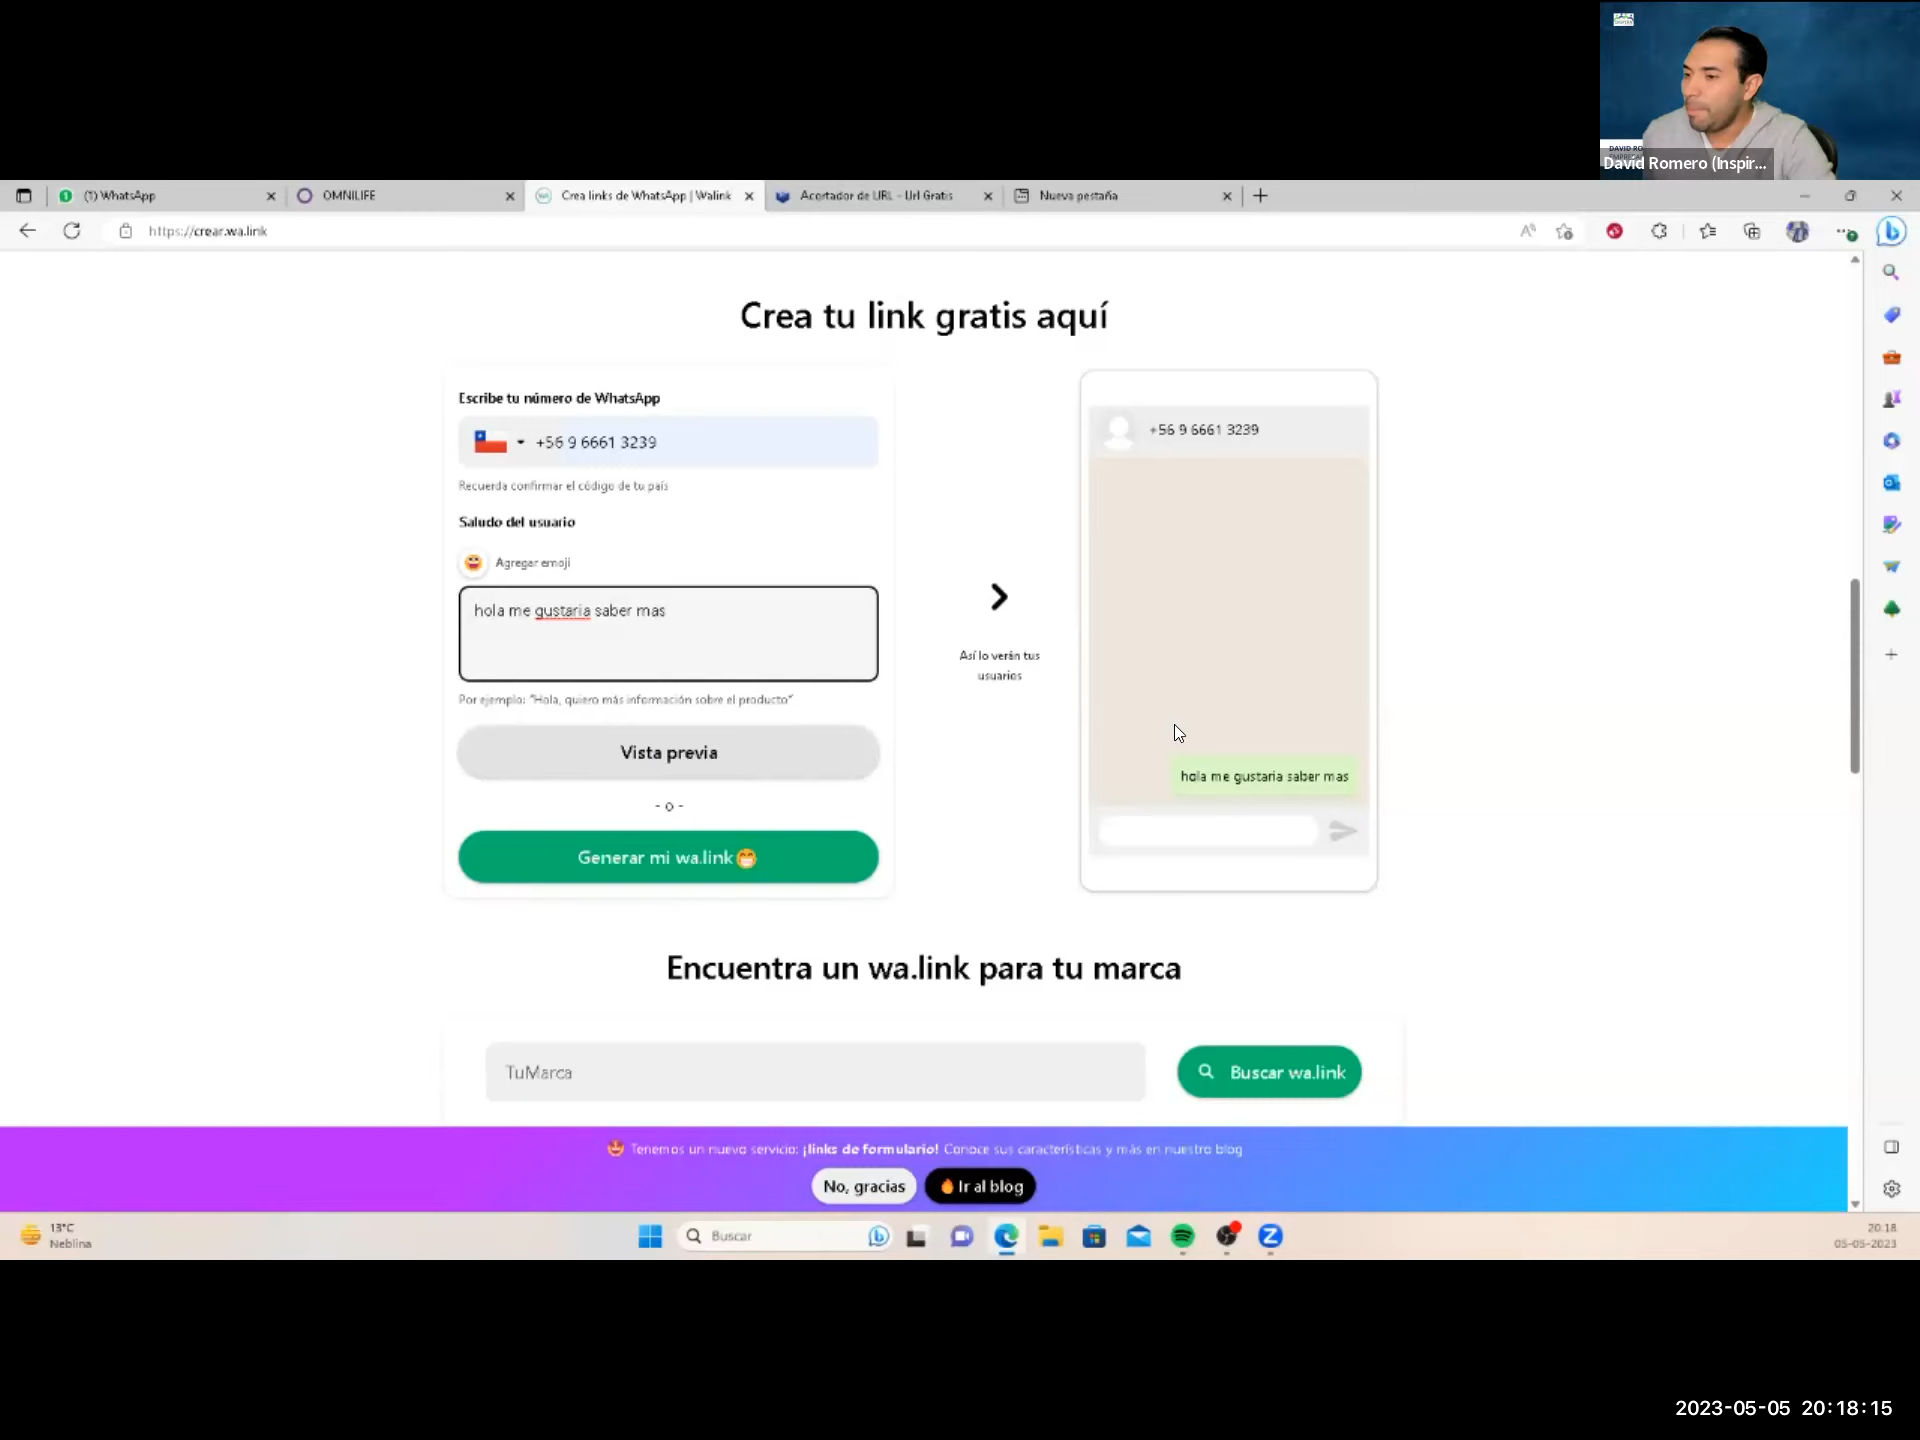 David Romero (Inspir...
(1) WhatsApp
OMNILIFE
Crea links de WhatsApp | Walink
Acortador de URL - Url Gratis
Nueva pestaña
https://crear.wa.link
Crea tu link gratis aquí
Escribe tu número de WhatsApp
+56 9 6661 3239
Recuerda confirmar el código de tu país
Saludo del usuario
Agregar emoji
hola me gustaria saber mas
Por ejemplo: "Hola, quiero más información sobre el producto"
Vista previa
- o -
Generar mi wa.link
Así lo verán tus
usuarios
+56 9 6661 3239
hola me gustaria saber mas
Encuentra un wa.link para tu marca
TuMarca
Buscar wa.link
Tenemos un nuevo servicio: ¡links de formulario! Conoce sus características y más en nuestro blog
No, gracias
Ir al blog
13°C
Neblina
Buscar
20:18
05-05-2023
2023-05-05 20:18:15